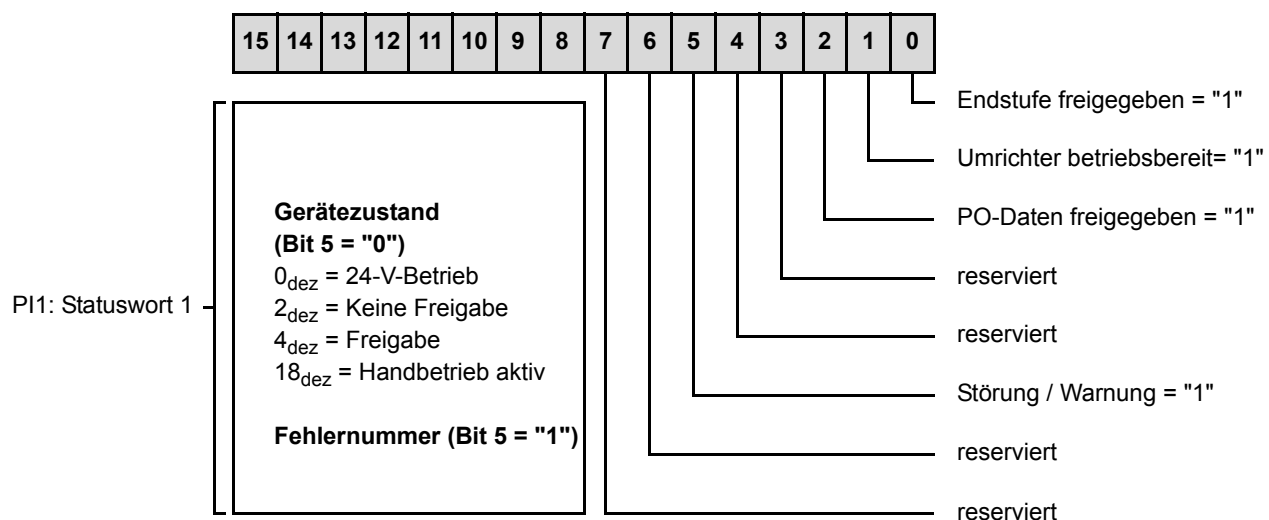 15 14 13 12 11 10 9 8 7 6 5 4 3 2 1 0
Endstufe freigegeben = "1"
Umrichter betriebsbereit= "1"
PO-Daten freigegeben = "1"
reserviert
reserviert
Störung / Warnung = "1"
reserviert
reserviert
PI1: Statuswort 1
Gerätezustand
(Bit 5 = "0")
0dez = 24-V-Betrieb
2dez = Keine Freigabe
4dez = Freigabe
18dez = Handbetrieb aktiv
Fehlernummer (Bit 5 = "1")